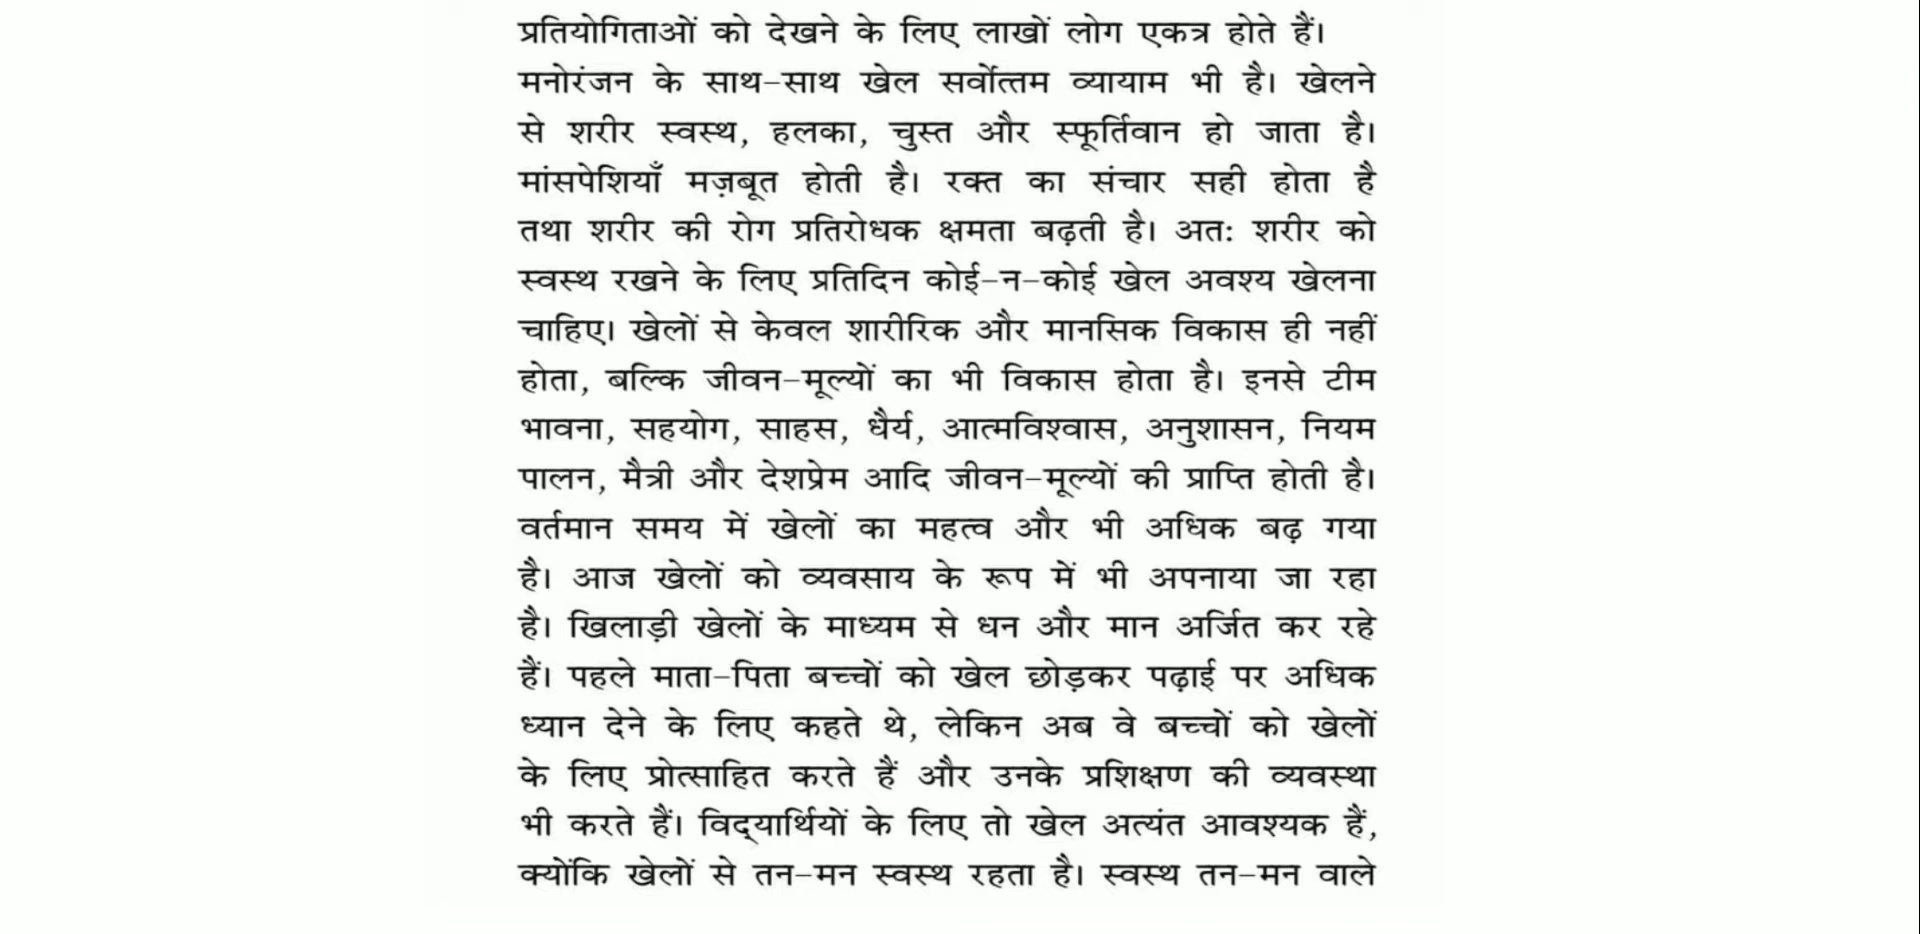 प्रतियोगिताओं को देखने के लिए लाखों लोग एकत्र होते हैं।
मनोरंजन के साथ-साथ खेल सर्वोत्तम व्यायाम भी है। खेलने
से शरीर स्वस्थ, हलका, चुस्त और स्फूर्तिवान हो जाता है।
मांसपेशियाँ मज़बूत होती है। रक्त का संचार सही होता है
तथा शरीर की रोग प्रतिरोधक क्षमता बढ़ती है। अतः शरीर को
स्वस्थ रखने के लिए प्रतिदिन कोई-न-कोई खेल अवश्य खेलना
चाहिए। खेलों से केवल शारीरिक और मानसिक विकास ही नहीं
होता, बल्कि जीवन-मूल्यों का भी विकास होता है। इनसे टीम
भावना, सहयोग, साहस, धैर्य, आत्मविश्वास, अनुशासन, नियम
पालन, मैत्री और देशप्रेम आदि जीवन-मूल्यों की प्राप्ति होती है।
वर्तमान समय में खेलों का महत्व और भी अधिक बढ़ गया
है। आज खेलों को व्यवसाय के रूप में भी अपनाया जा रहा
है। खिलाड़ी खेलों के माध्यम से धन और मान अर्जित कर रहे
हैं। पहले माता-पिता बच्चों को खेल छोड़कर पढ़ाई पर अधिक
ध्यान देने के लिए कहते थे, लेकिन अब वे बच्चों को खेलों
के लिए प्रोत्साहित करते हैं और उनके प्रशिक्षण की व्यवस्था
भी करते हैं। विद्यार्थियों के लिए तो खेल अत्यंत आवश्यक हैं,
क्योंकि खेलों से तन-मन स्वस्थ रहता है। स्वस्थ तन-मन वाले